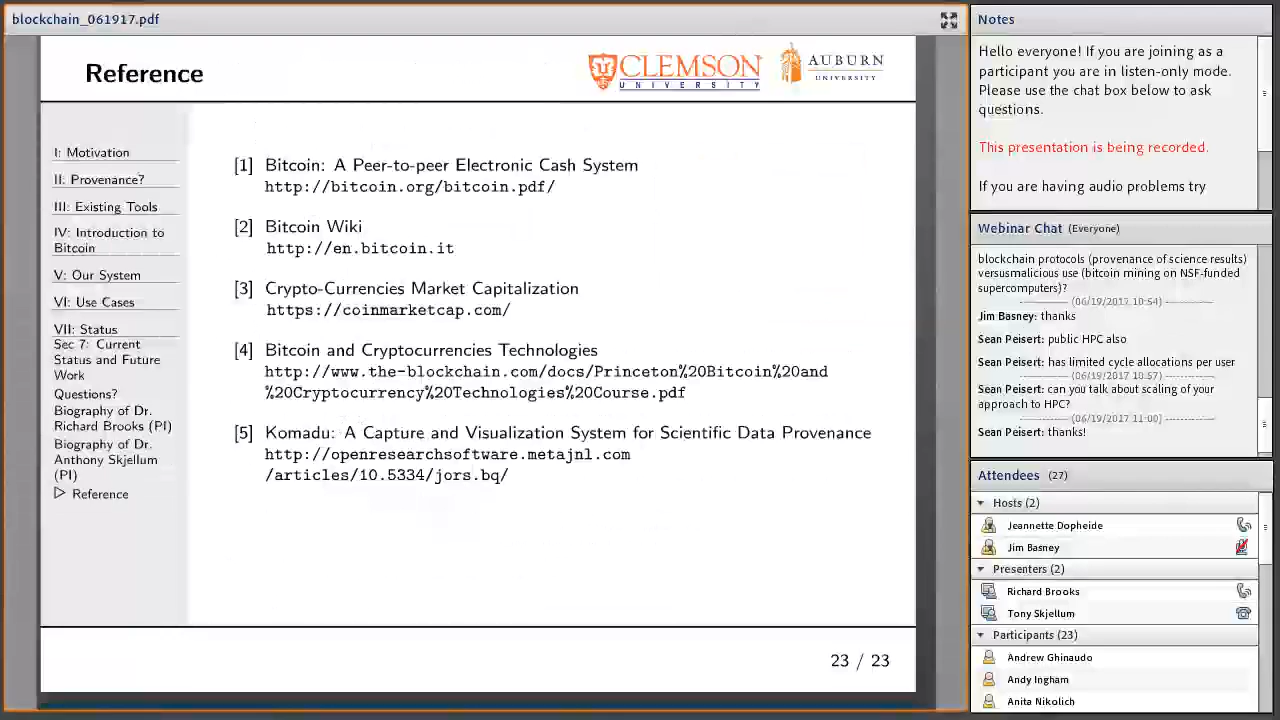 blockchain_061917.pdf
Reference
CLEMSON
UNIVERSITY
AUBURN
UNIVERSITY
I: Motivation
II: Provenance?
III: Existing Tools
IV: Introduction to
Bitcoin
V: Our System
VI: Use Cases
VII: Status
Sec 7: Current
Status and Future
Work
Questions?
Biography of Dr.
Richard Brooks (PI)
Biography of Dr.
Anthony Skjellum
(PI)
▷ Reference
[1] Bitcoin: A Peer-to-peer Electronic Cash System
http://bitcoin.org/bitcoin.pdf/
[2] Bitcoin Wiki
http://en.bitcoin.it
[3] Crypto-Currencies Market Capitalization
https://coinmarketcap.com/
[4] Bitcoin and Cryptocurrencies Technologies
http://www.the-blockchain.com/docs/Princeton%20Bitcoin%20and
%20Cryptocurrency%20Technologies%20Course.pdf
[5] Komadu: A Capture and Visualization System for Scientific Data Provenance
http://openresearchsoftware.metajnl.com
/articles/10.5334/jors.bq/
23 / 23
Notes
Hello everyone! If you are joining as a
participant you are in listen-only mode.
Please use the chat box below to ask
questions.
This presentation is being recorded.
If you are having audio problems try
Webinar Chat (Everyone)
blockchain protocols (provenance of science results)
versusmalicious use (bitcoin mining on NSF-funded
supercomputers)?
(06/19/2017 10:54)
Jim Basney: thanks
Sean Peisert: public HPC also
Sean Peisert: has limited cycle allocations per user
(06/19/2017 10:57)
Sean Peisert: can you talk about scaling of your
approach to HPC?
(06/19/2017 11:00)
Sean Peisert: thanks!
Attendees (27)
Hosts (2)
Jeannette Dopheide
Jim Basney
Presenters (2)
Richard Brooks
Tony Skjellum
Participants (23)
Andrew Ghinaudo
Andy Ingham
Anita Nikolich